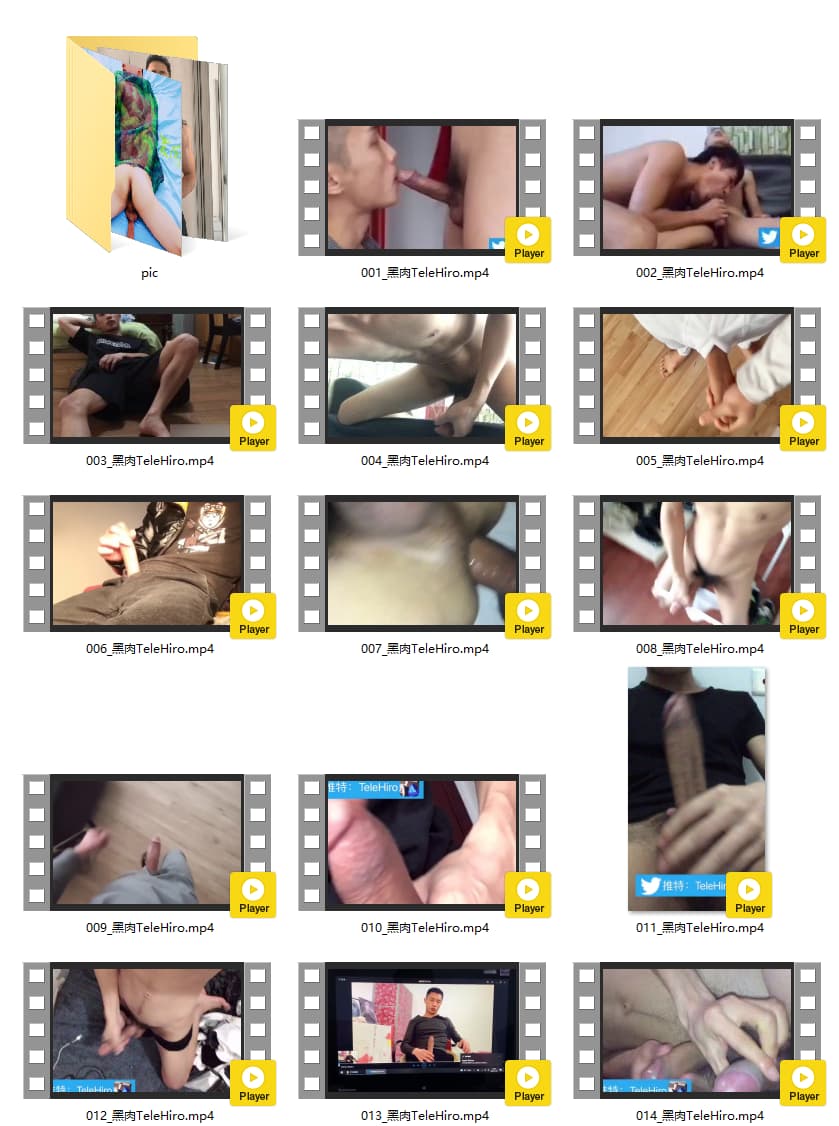 pic
Player
001_黑肉TeleHiro.mp4
Player
002_黑肉TeleHiro.mp4
Player
003_黑肉TeleHiro.mp4
Player
004_黑肉TeleHiro.mp4
Player
005_黑肉TeleHiro.mp4
Player
006_黑肉TeleHiro.mp4
Player
007_黑肉TeleHiro.mp4
Player
008_黑肉TeleHiro.mp4
Player
009_黑肉TeleHiro.mp4
推特：TeleHiro
Player
010_黑肉TeleHiro.mp4
推特：TeleHir
Player
011_黑肉TeleHiro.mp4
特：TeleHiro
Player
012_黑肉TeleHiro.mp4
Player
013_黑肉TeleHiro.mp4
特：TeleHiro
Player
014_黑肉TeleHiro.mp4